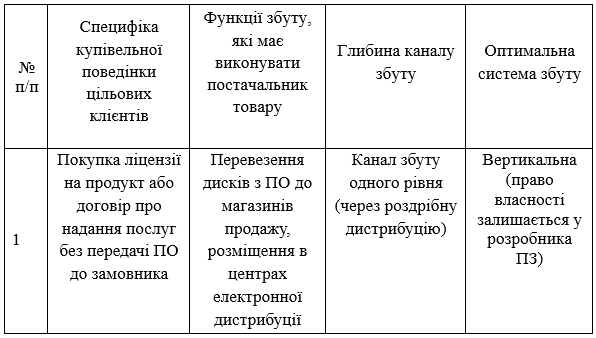 №
п/п
Специфіка
купівельної
поведінки
цільових
клієнтів
Функції збуту,
які має
виконувати
постачальник
товару
Глибина каналу
збуту
Оптимальна
система збуту
1
Покупка ліцензії
на продукт або
договір про
надання послуг
без передачі ПО
до замовника
Перевезення
дисків з ПО до
магазинів
продажу,
розміщення в
центрах
електронної
дистрибуції
Канал збуту
одного рівня
(через роздрібну
дистрибуцію)
Вертикальна
(право
власності
залишається у
розробника
ПЗ)